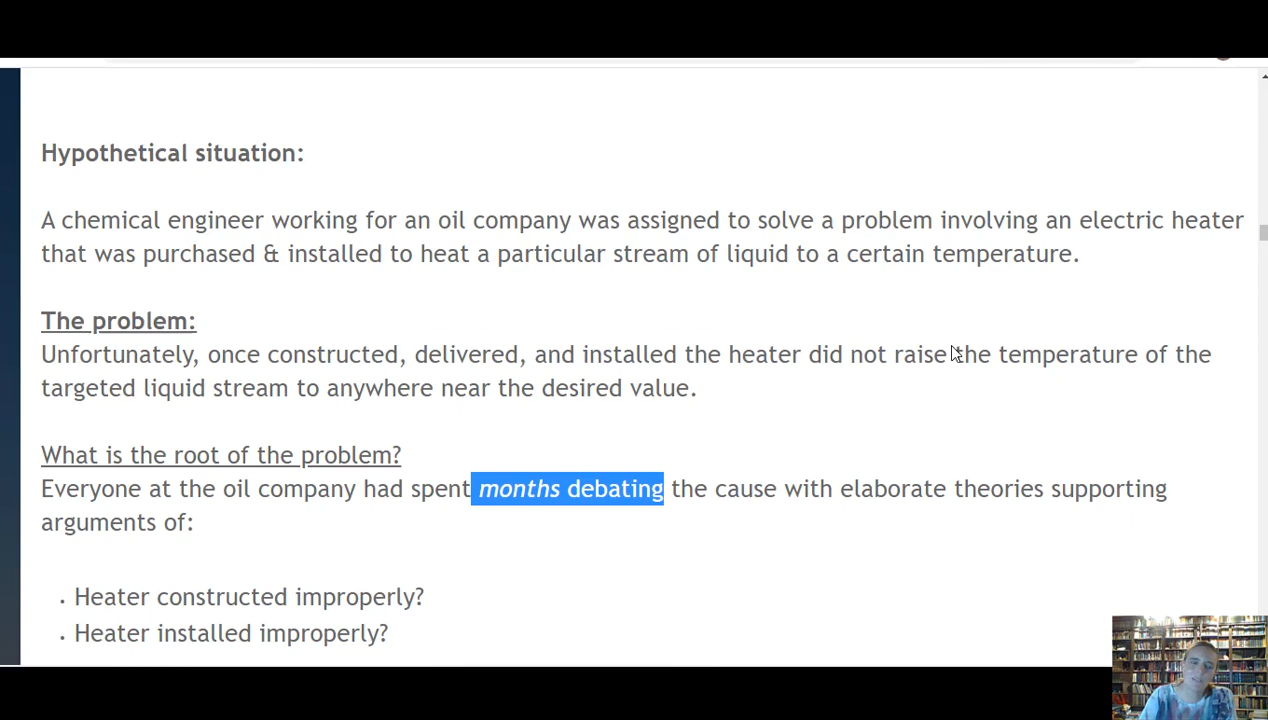 Hypothetical situation:
A chemical engineer working for an oil company was assigned to solve a problem involving an electric heater
that was purchased & installed to heat a particular stream of liquid to a certain temperature.
The problem:
Unfortunately, once constructed, delivered, and installed the heater did not raise the temperature of the
targeted liquid stream to anywhere near the desired value.
What is the root of the problem?
Everyone at the oil company had spent months debating the cause with elaborate theories supporting
arguments of:
• Heater constructed improperly?
• Heater installed improperly?